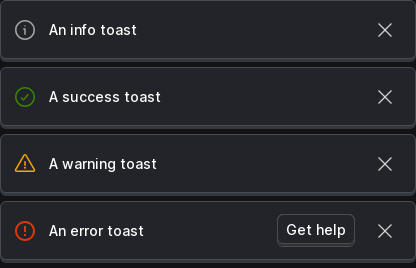 An info toast
A success toast
A warning toast
An error toast
Get help